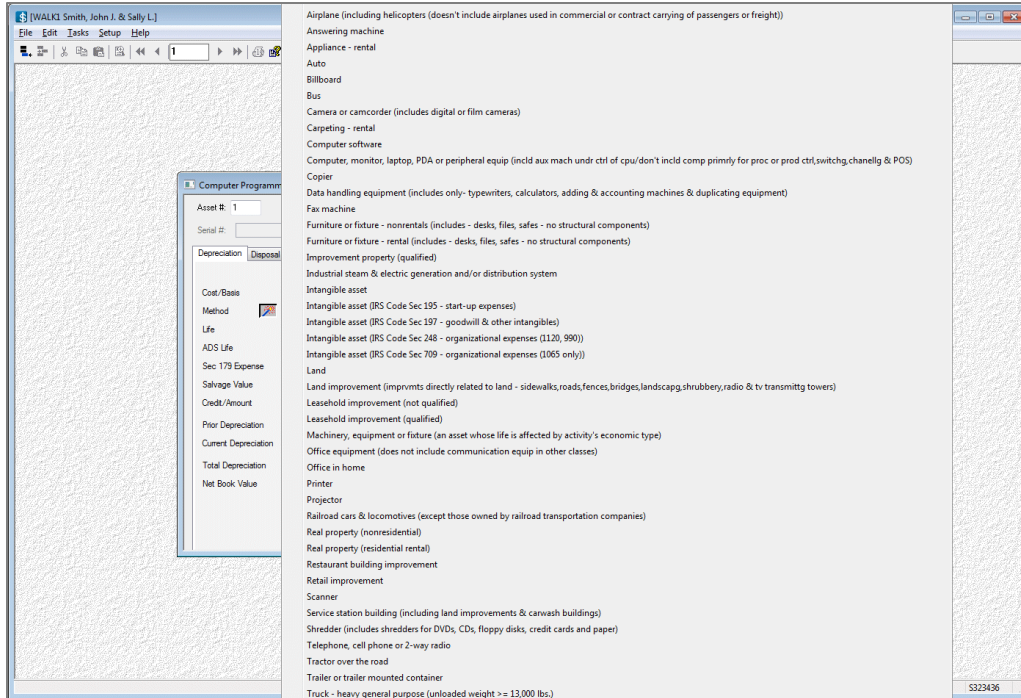 [WALK1 Smith, John J. & Sally L.]
File Edit Tasks Setup Help
1
Computer Programm
Asset #: 1
Serial #:
Depreciation Disposal
Cost/Basis
Method
Life
ADS Life
Sec 179 Expense
Salvage Value
Credit/Amount
Prior Depreciation
Current Depreciation
Total Depreciation
Net Book Value
Airplane (including helicopters (doesn't include airplanes used in commercial or contract carrying of passengers or freight))
Answering machine
Appliance - rental
Auto
Billboard
Bus
Camera or camcorder (includes digital or film cameras)
Carpeting - rental
Computer software
Computer, monitor, laptop, PDA or peripheral equip (incld aux mach undr ctrl of cpu/don't incld comp primrly for proc or prod ctrl,switchg,chanellg & POS)
Copier
Data handling equipment (includes only- typewriters, calculators, adding & accounting machines & duplicating equipment)
Fax machine
Furniture or fixture - nonrentals (includes - desks, files, safes - no structural components)
Furniture or fixture - rental (includes - desks, files, safes - no structural components)
Improvement property (qualified)
Industrial steam & electric generation and/or distribution system
Intangible asset
Intangible asset (IRS Code Sec 195 - start-up expenses)
Intangible asset (IRS Code Sec 197 - goodwill & other intangibles)
Intangible asset (IRS Code Sec 248 - organizational expenses (1120, 990))
Intangible asset (IRS Code Sec 709 - organizational expenses (1065 only))
Land
Land improvement (imprvmts directly related to land - sidewalks,roads,fences,bridges,landscapg,shrubbery,radio & tv transmittg towers)
Leasehold improvement (not qualified)
Leasehold improvement (qualified)
Machinery, equipment or fixture (an asset whose life is affected by activity's economic type)
Office equipment (does not include communication equip in other classes)
Office in home
Printer
Projector
Railroad cars & locomotives (except those owned by railroad transportation companies)
Real property (nonresidential)
Real property (residential rental)
Restaurant building improvement
Retail improvement
Scanner
Service station building (including land improvements & carwash buildings)
Shredder (includes shredders for DVDs, CDs, floppy disks, credit cards and paper)
Telephone, cell phone or 2-way radio
Tractor over the road
Trailer or trailer mounted container
Truck - heavy general purpose (unloaded weight >= 13,000 lbs.)
S323436